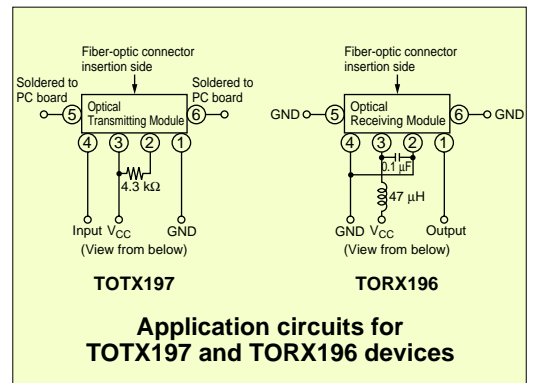 Fiber-optic connector
insertion side
Soldered to
PC board
Soldered to
PC board
5
Optical
Transmitting Module
6
4
3
2
1
4.3 kΩ
Input
VCC
GND
(View from below)
TOTX197
Fiber-optic connector
insertion side
GND
5
Optical
Receiving Module
6
GND
4
3
2
1
0.1 μF
47 μH
GND
VCC
Output
(View from below)
TORX196
Application circuits for
TOTX197 and TORX196 devices